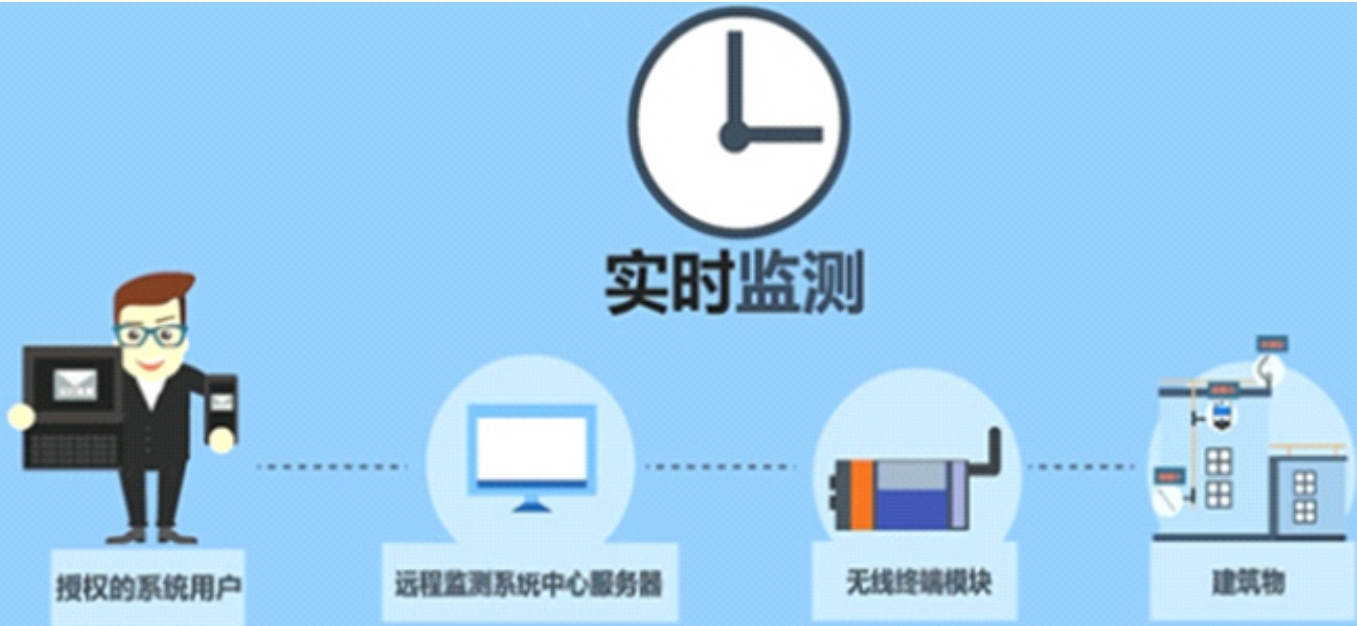 实时监测
授权的系统用户
远程监测系统中心服务器
无线终端模块
建筑物